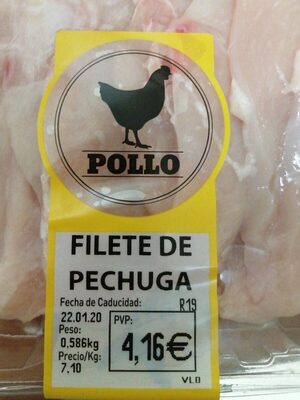 POLLO
FILETE DE
PECHUGA
Fecha de Caducidad: R19
22.01.20 PVP:
Peso:
0,586kg 4,16€
Precio/Kg:
7,10
VLO